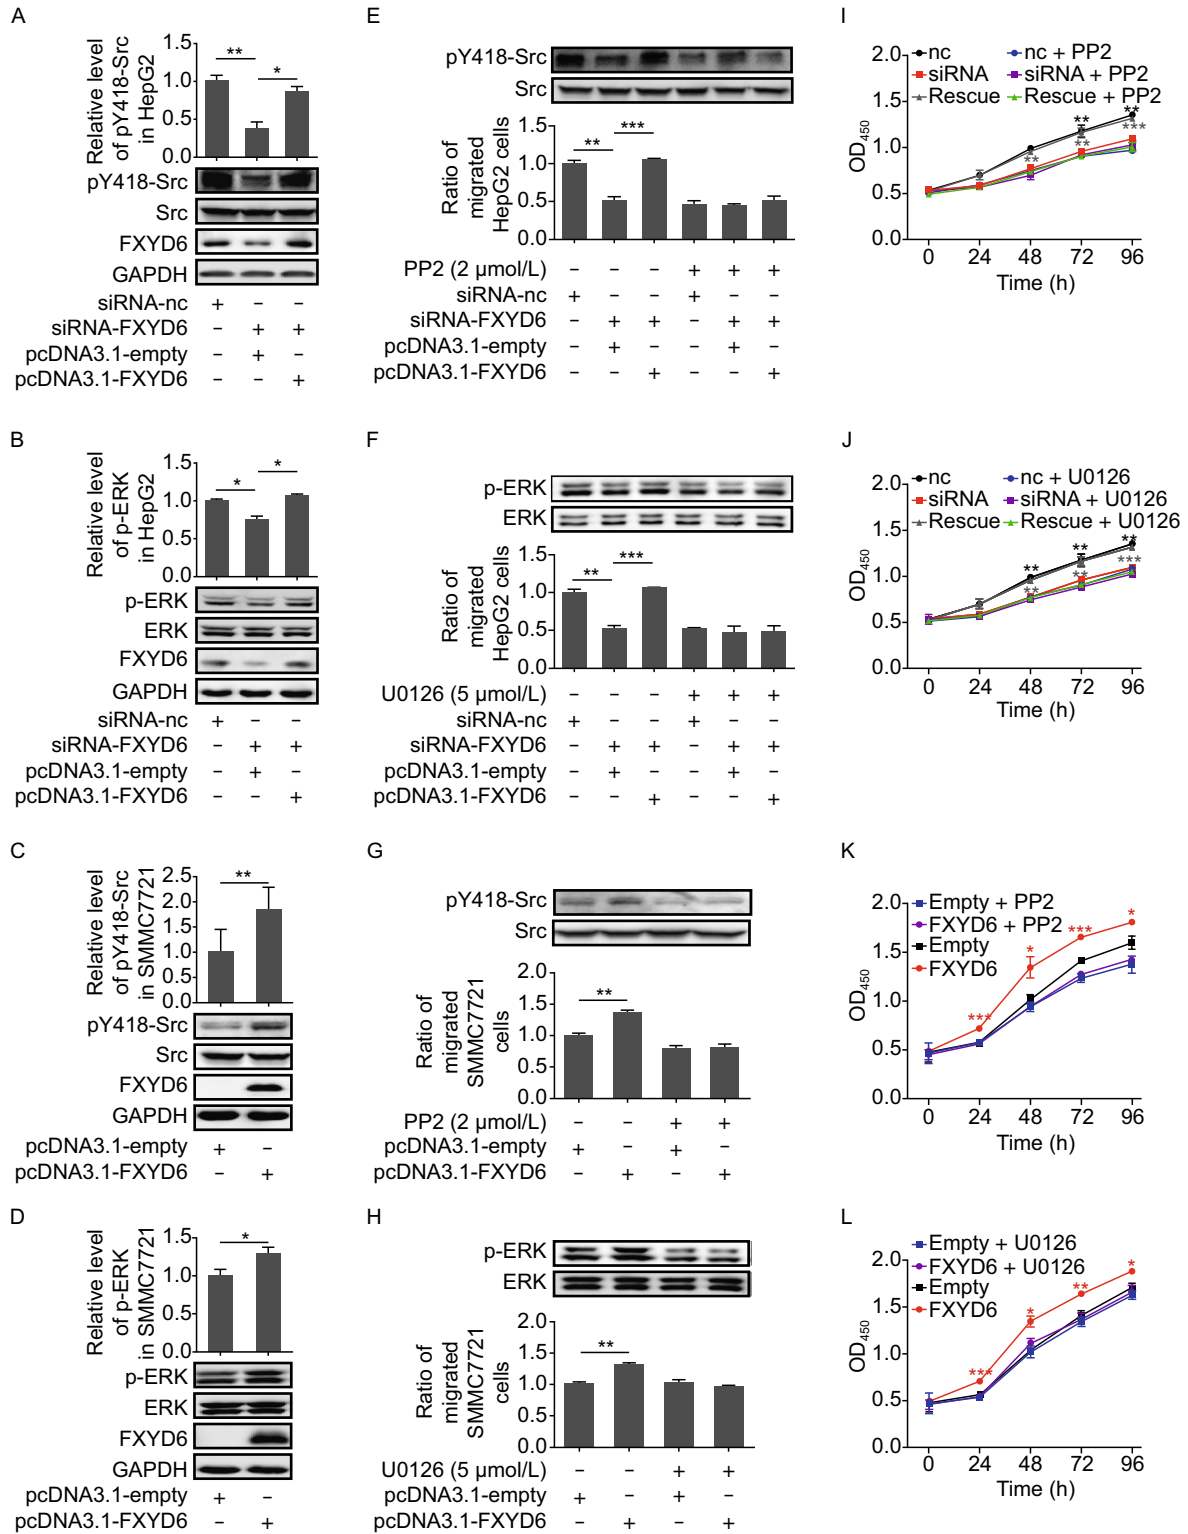 A
Relative level
of pY418-Src
in HepG2
1.5
1.0
0.5
0.0
**
*
pY418-Src
Src
FXYD6
GAPDH
siRNA-nc + − −
siRNA-FXYD6 − + +
pcDNA3.1-empty − + −
pcDNA3.1-FXYD6 − − +
E
pY418-Src
Src
Ratio of
migrated
HepG2 cells
1.5
1.0
0.5
0.0
**
***
PP2 (2 μmol/L) − − − + + +
siRNA-nc + − − + − −
siRNA-FXYD6 − + + − + +
pcDNA3.1-empty − + − − + −
pcDNA3.1-FXYD6 − − + − − +
I
nc nc + PP2
siRNA siRNA + PP2
Rescue Rescue + PP2
OD450
2.0
1.5
1.0
0.5
0.0
** ** ***
** **
0 24 48 72 96
Time (h)
B
Relative level
of p-ERK
in HepG2
1.5
1.0
0.5
0.0
*
*
p-ERK
ERK
FXYD6
GAPDH
siRNA-nc + − −
siRNA-FXYD6 − + +
pcDNA3.1-empty − + −
pcDNA3.1-FXYD6 − − +
F
p-ERK
ERK
Ratio of
migrated
HepG2 cells
1.5
1.0
0.5
0.0
**
***
U0126 (5 μmol/L) − − − + + +
siRNA-nc + − − + − −
siRNA-FXYD6 − + + − + +
pcDNA3.1-empty − + − − + −
pcDNA3.1-FXYD6 − − + − − +
J
nc nc + U0126
siRNA siRNA + U0126
Rescue Rescue + U0126
OD450
2.0
1.5
1.0
0.5
0.0
** ** **
** ** ***
0 24 48 72 96
Time (h)
C
Relative level
of pY418-Src
in SMMC7721
2.5
2.0
1.5
1.0
0.5
0.0
**
pY418-Src
Src
FXYD6
GAPDH
pcDNA3.1-empty + −
pcDNA3.1-FXYD6 − +
G
pY418-Src
Src
Ratio of
migrated
SMMC7721
cells
2.0
1.5
1.0
0.5
0.0
**
PP2 (2 μmol/L) − − + +
pcDNA3.1-empty + − + −
pcDNA3.1-FXYD6 − + − +
K
Empty + PP2
FXYD6 + PP2
Empty
FXYD6
OD450
2.0
1.5
1.0
0.5
0.0
*** * *** *
0 24 48 72 96
Time (h)
D
Relative level
of p-ERK
in SMMC7721
1.5
1.0
0.5
0.0
*
p-ERK
ERK
FXYD6
GAPDH
pcDNA3.1-empty + −
pcDNA3.1-FXYD6 − +
H
p-ERK
ERK
Ratio of
migrated
SMMC7721
cells
2.0
1.5
1.0
0.5
0.0
**
U0126 (5 μmol/L) − − + +
pcDNA3.1-empty + − + −
pcDNA3.1-FXYD6 − + − +
L
Empty + U0126
FXYD6 + U0126
Empty
FXYD6
OD450
2.0
1.5
1.0
0.5
0.0
*** * ** *
0 24 48 72 96
Time (h)